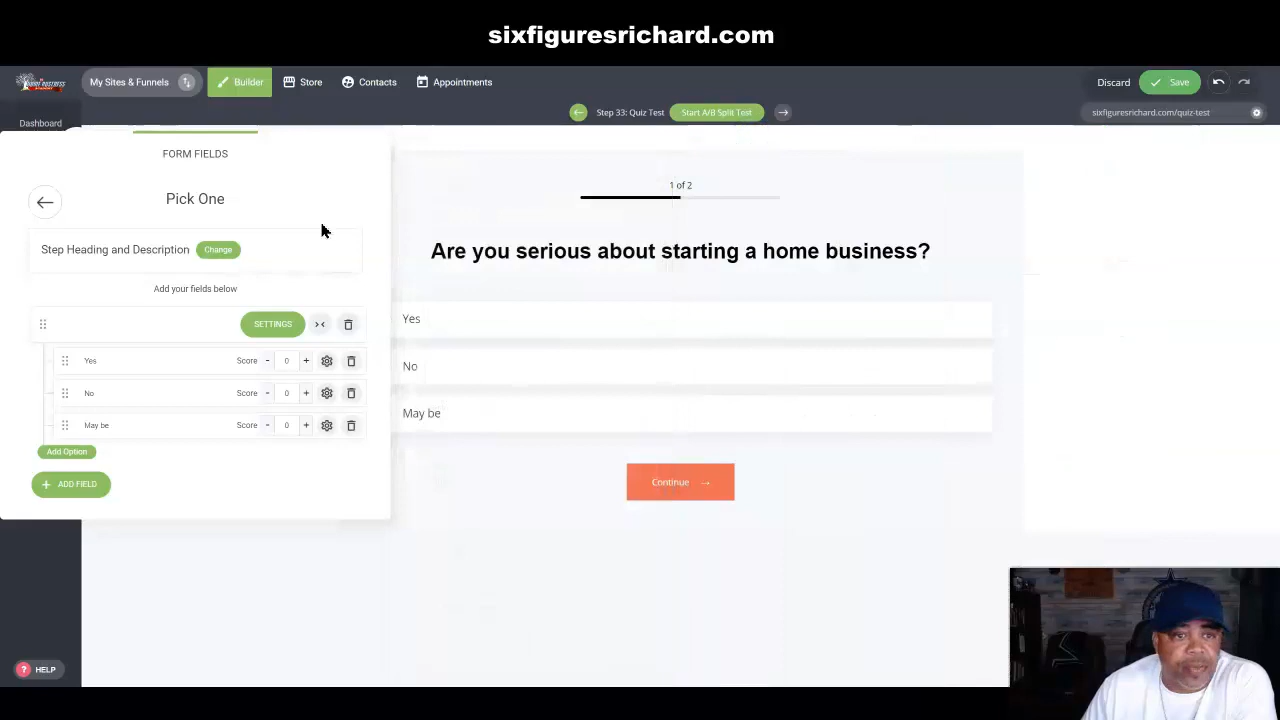 sixfiguresrichard.com
My Sites & Funnels
Builder
Store
Contacts
Appointments
Discard
Save
Dashboard
Step 33: Quiz Test
Start A/B Split Test
sixfiguresrichard.com/quiz-test
FORM FIELDS
Pick One
Step Heading and Description
Change
Add your fields below
SETTINGS
Yes Score - 0 +
No Score - 0 +
May be Score - 0 +
Add Option
+ ADD FIELD
1 of 2
Are you serious about starting a home business?
Yes
No
May be
Continue →
? HELP